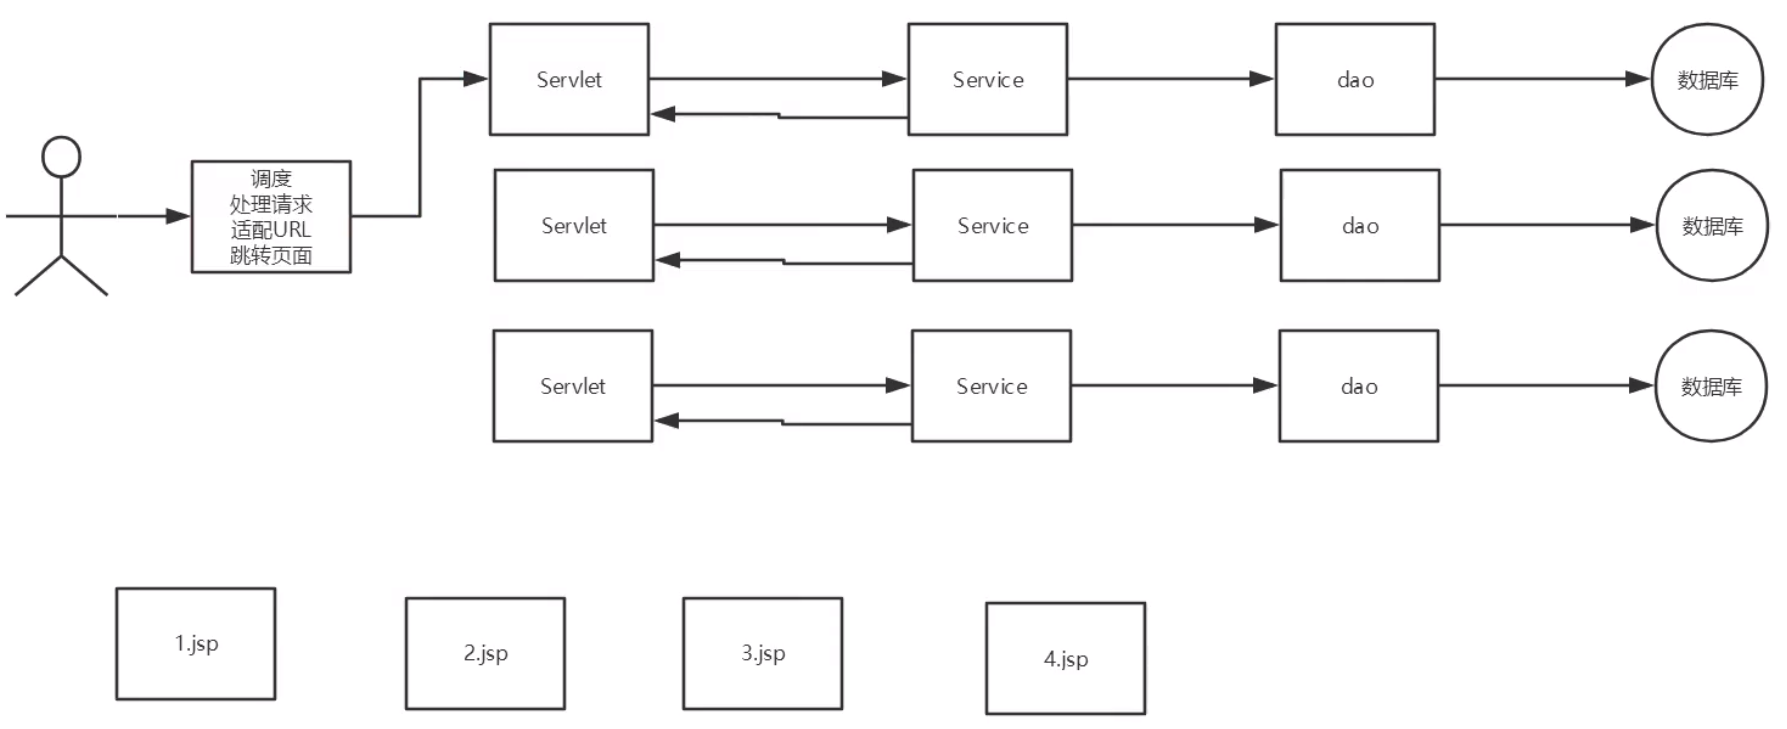 Servlet
Service
dao
数据库
调度
处理请求
适配URL
跳转页面
Servlet
Service
dao
数据库
Servlet
Service
dao
数据库
1.jsp
2.jsp
3.jsp
4.jsp